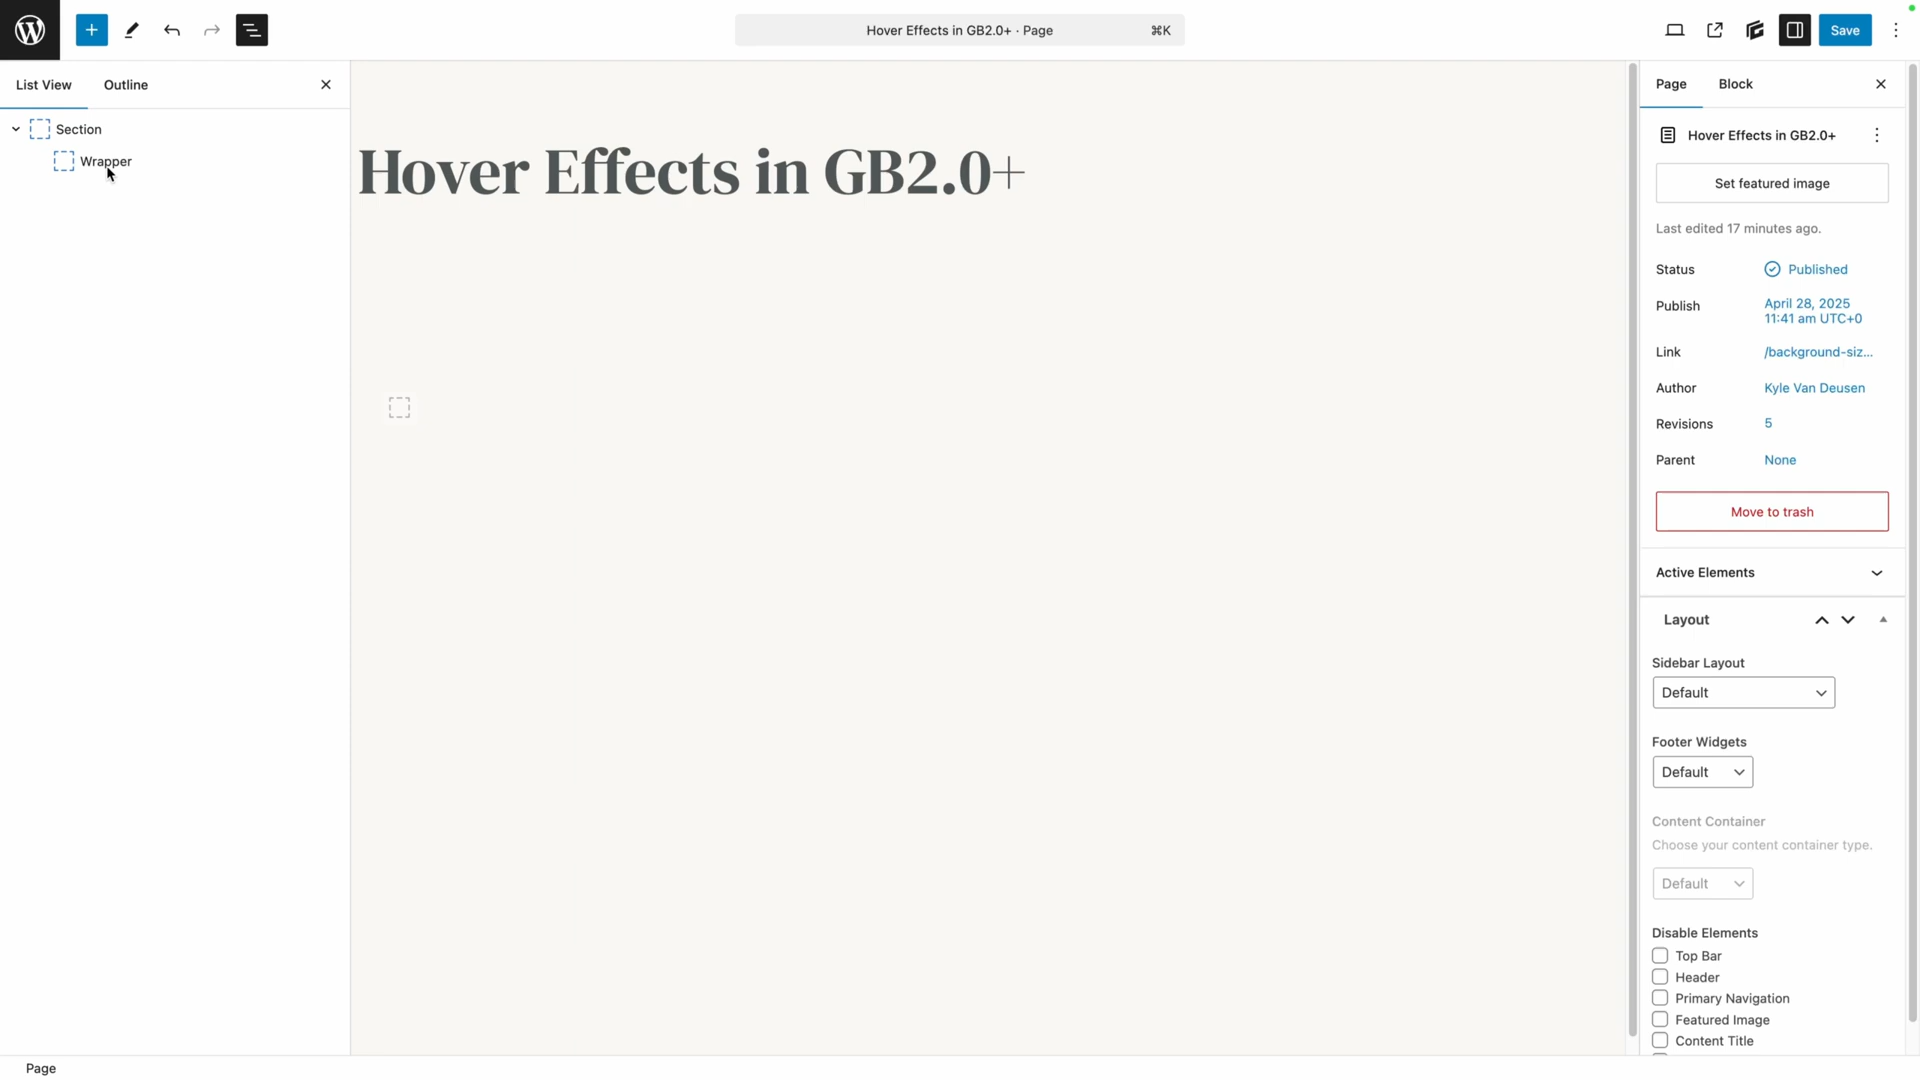 Hover Effects in GB2.0+ · Page
⌘K
Save
List View
Outline
Section
Wrapper
Hover Effects in GB2.0+
Page
Block
Hover Effects in GB2.0+
Set featured image
Last edited 17 minutes ago.
Status
Published
Publish
April 28, 2025
11:41 am UTC+0
Link
/background-siz...
Author
Kyle Van Deusen
Revisions
5
Parent
None
Move to trash
Active Elements
Layout
Sidebar Layout
Default
Footer Widgets
Default
Content Container
Choose your content container type.
Default
Disable Elements
Top Bar
Header
Primary Navigation
Featured Image
Content Title
Page